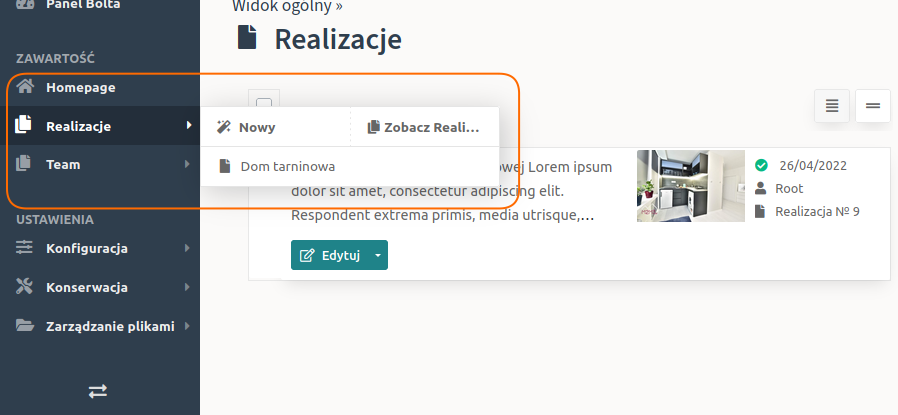 Panel Bolta
Widok ogólny »
Realizacje
ZAWARTOŚĆ
Homepage
Realizacje
Team
Nowy
Zobacz Reali...
Dom tarninowa
owej Lorem ipsum
dolor sit amet, consectetur adipiscing elit.
Respondent extrema primis, media utrisque,...
26/04/2022
Root
Realizacja № 9
Edytuj
USTAWIENIA
Konfiguracja
Konserwacja
Zarządzanie plikami